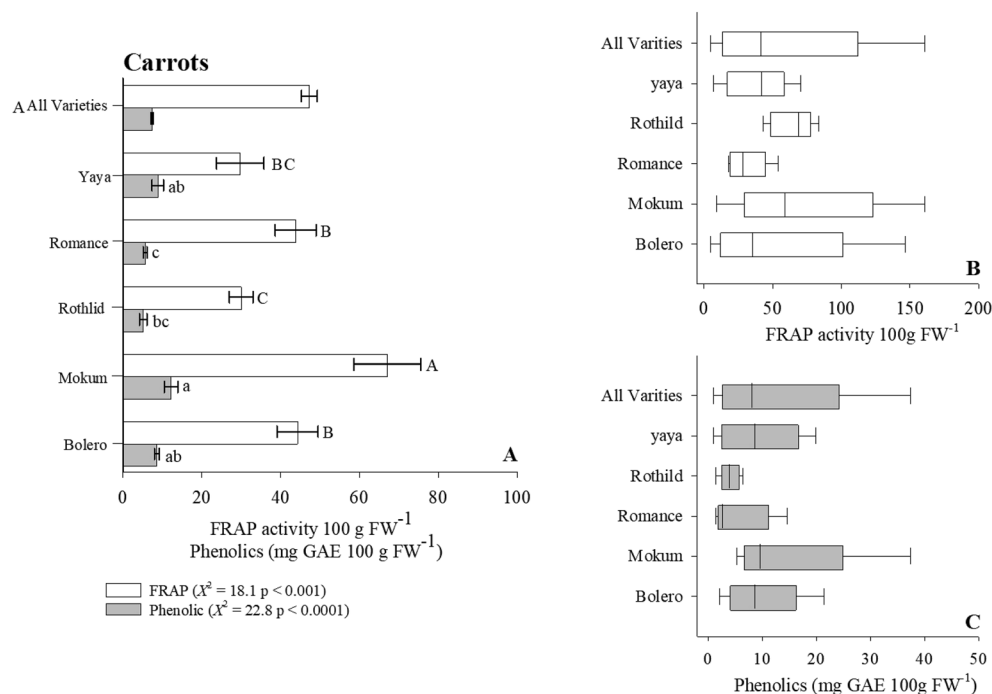 Carrots
A All Varieties
Yaya
BC
ab
Romance
B
c
Rothlid
C
bc
Mokum
A
a
Bolero
B
ab
A
0 20 40 60 80 100
FRAP activity 100 g FW-1
Phenolics (mg GAE 100 g FW-1)
FRAP (X2 = 18.1 p < 0.001)
Phenolic (X2 = 22.8 p < 0.0001)
All Varities
yaya
Rothild
Romance
Mokum
Bolero
B
0 50 100 150 200
FRAP activity 100g FW-1
All Varities
yaya
Rothild
Romance
Mokum
Bolero
C
0 10 20 30 40 50
Phenolics (mg GAE 100g FW-1)